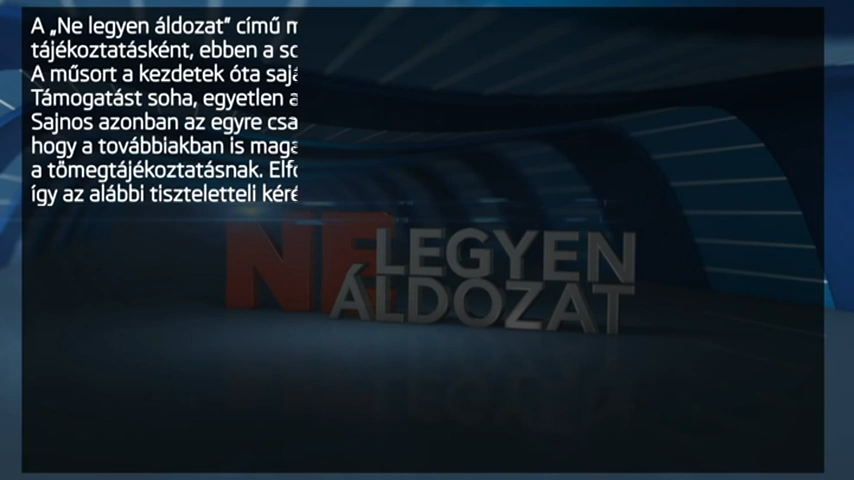 A „Ne legyen áldozat” című
tájékoztatásként, ebben a
A műsort a kezdetek óta
Támogatást soha, egyetlen
Sajnos azonban az egyre
hogy a továbbiakban is
a tömegtájékoztatásnak.
így az alábbi tiszteletteli
NE LEGYEN
ÁLDOZAT